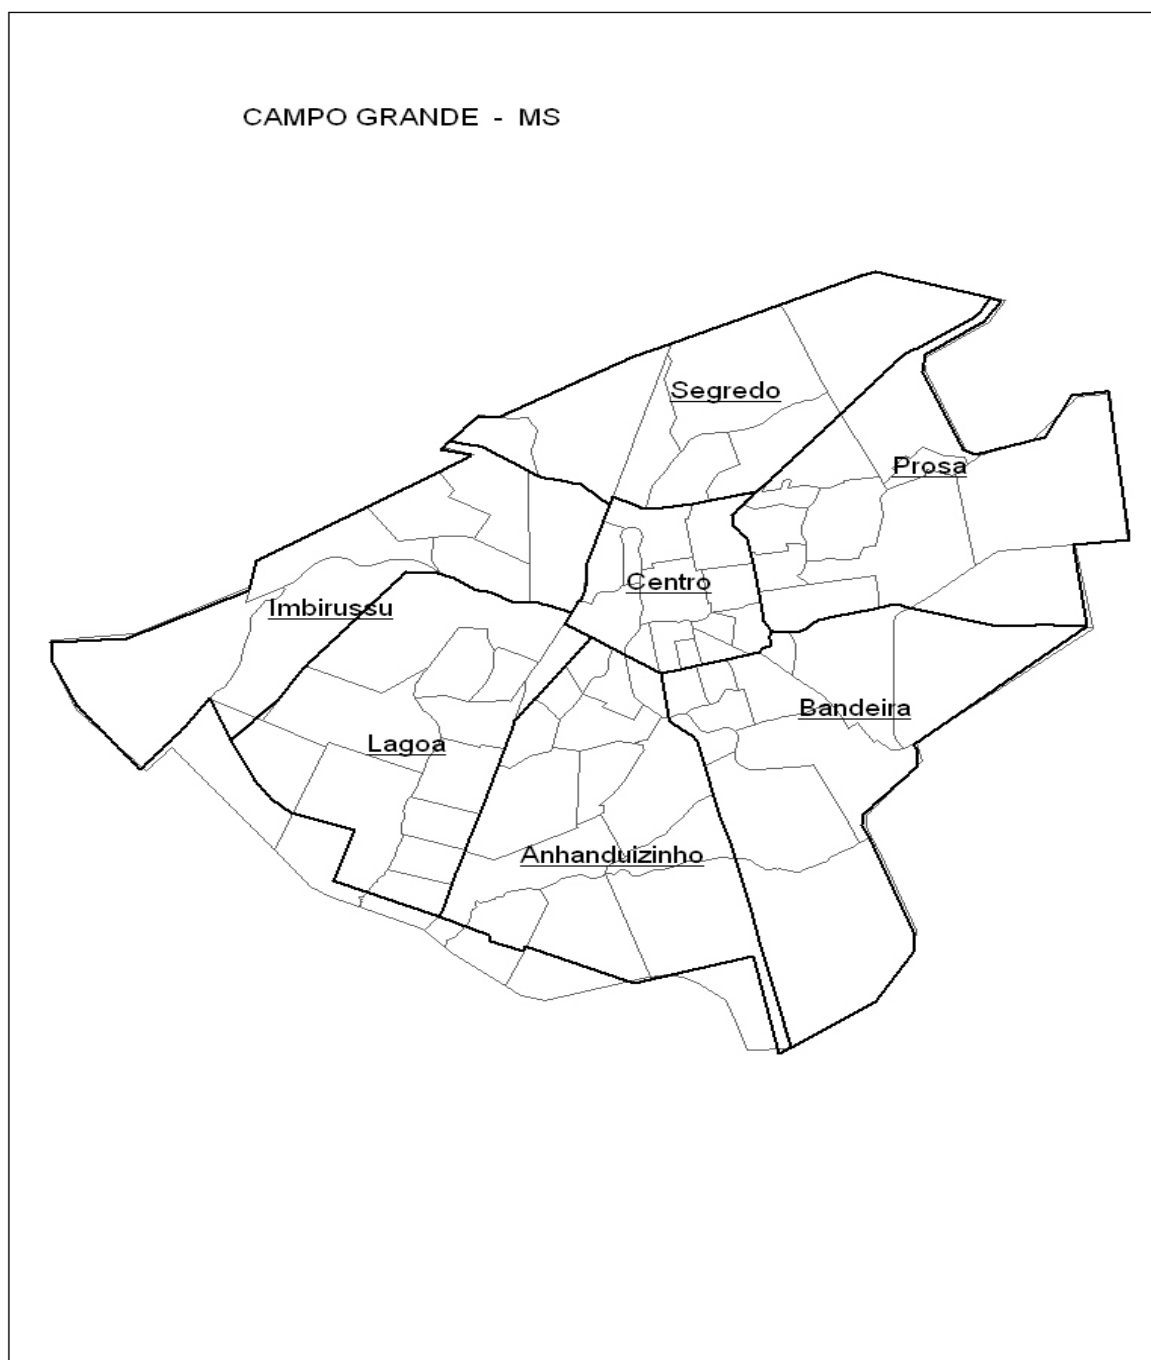 CAMPO GRANDE - MS
Segredo
Prosa
Centro
Imbirussu
Bandeira
Lagoa
Anhanduizinho